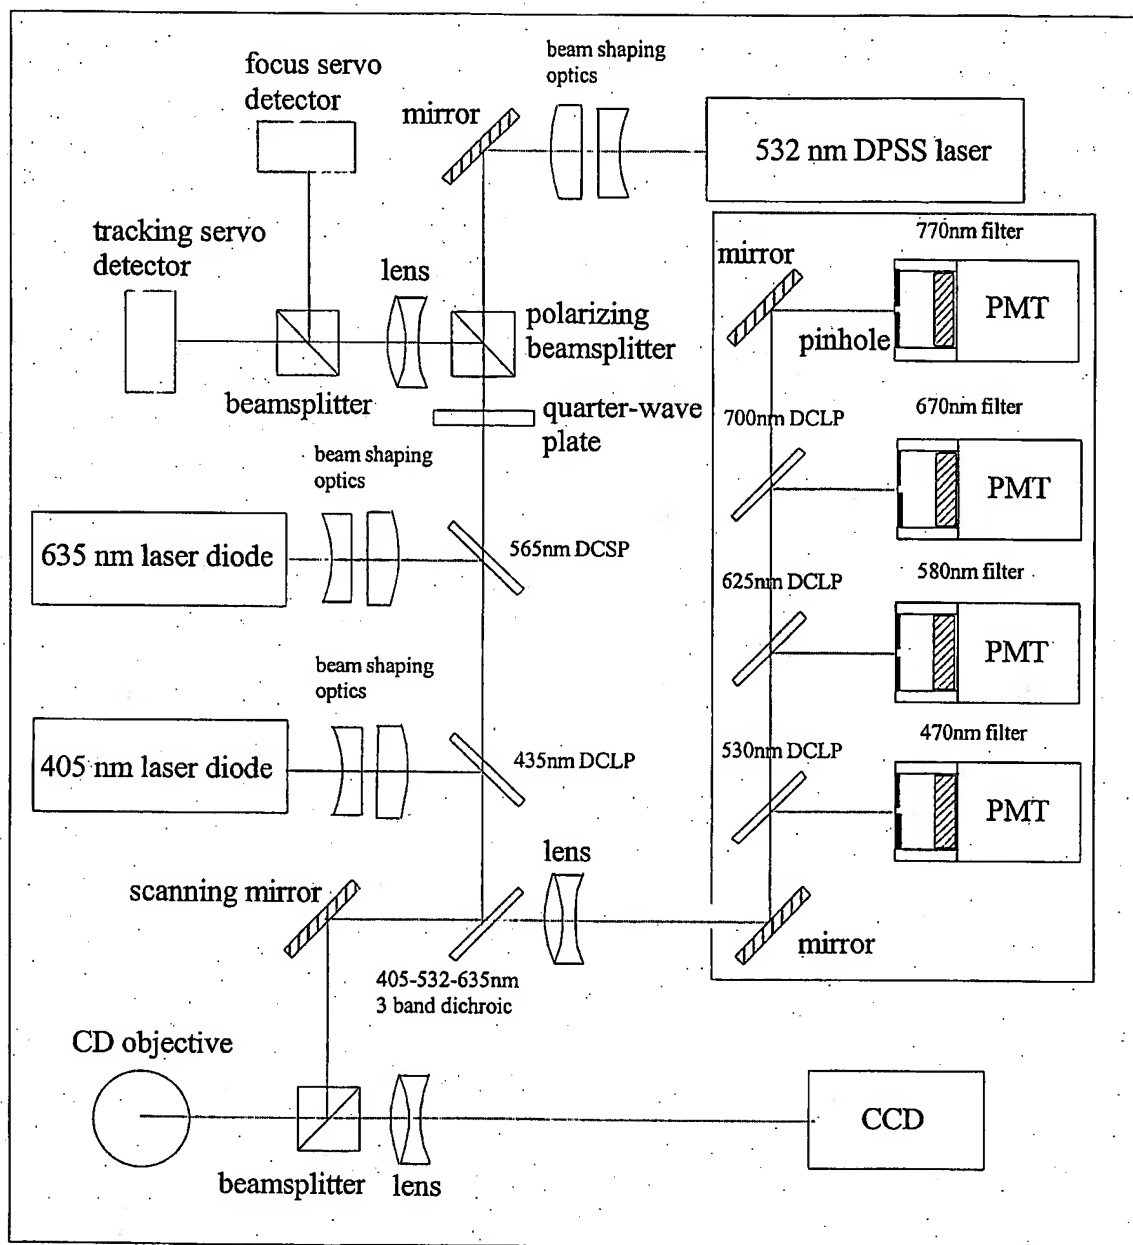 beam shaping
optics
focus servo
detector
mirror
532 nm DPSS laser
tracking servo
detector
lens
polarizing
beamsplitter
beamsplitter
quarter-wave
plate
mirror
770nm filter
pinhole
PMT
700nm DCLP
670nm filter
PMT
beam shaping
optics
635 nm laser diode
565nm DCSP
625nm DCLP
580nm filter
PMT
beam shaping
optics
405 nm laser diode
435nm DCLP
530nm DCLP
470nm filter
PMT
scanning mirror
lens
mirror
405-532-635nm
3 band dichroic
CD objective
beamsplitter
lens
CCD